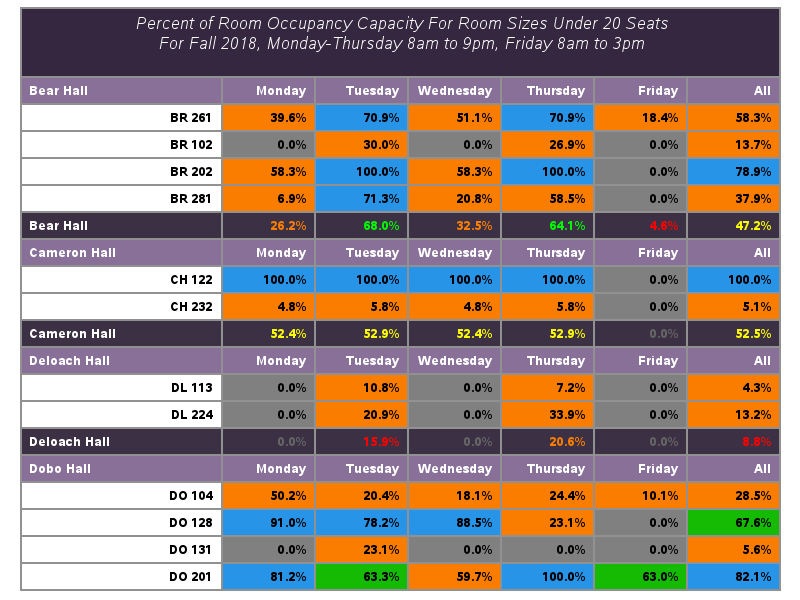 Percent of Room Occupancy Capacity For Room Sizes Under 20 Seats
For Fall 2018, Monday-Thursday 8am to 9pm, Friday 8am to 3pm
Bear Hall Monday Tuesday Wednesday Thursday Friday All
BR 261 39.6% 70.9% 51.1% 70.9% 18.4% 58.3%
BR 102 0.0% 30.0% 0.0% 26.9% 0.0% 13.7%
BR 202 58.3% 100.0% 58.3% 100.0% 0.0% 78.9%
BR 281 6.9% 71.3% 20.8% 58.5% 0.0% 37.9%
Bear Hall 26.2% 68.0% 32.5% 64.1% 4.6% 47.2%
Cameron Hall Monday Tuesday Wednesday Thursday Friday All
CH 122 100.0% 100.0% 100.0% 100.0% 0.0% 100.0%
CH 232 4.8% 5.8% 4.8% 5.8% 0.0% 5.1%
Cameron Hall 52.4% 52.9% 52.4% 52.9% 0.0% 52.5%
Deloach Hall Monday Tuesday Wednesday Thursday Friday All
DL 113 0.0% 10.8% 0.0% 7.2% 0.0% 4.3%
DL 224 0.0% 20.9% 0.0% 33.9% 0.0% 13.2%
Deloach Hall 0.0% 15.9% 0.0% 20.6% 0.0% 8.8%
Dobo Hall Monday Tuesday Wednesday Thursday Friday All
DO 104 50.2% 20.4% 18.1% 24.4% 10.1% 28.5%
DO 128 91.0% 78.2% 88.5% 23.1% 0.0% 67.6%
DO 131 0.0% 23.1% 0.0% 0.0% 0.0% 5.6%
DO 201 81.2% 63.3% 59.7% 100.0% 63.0% 82.1%